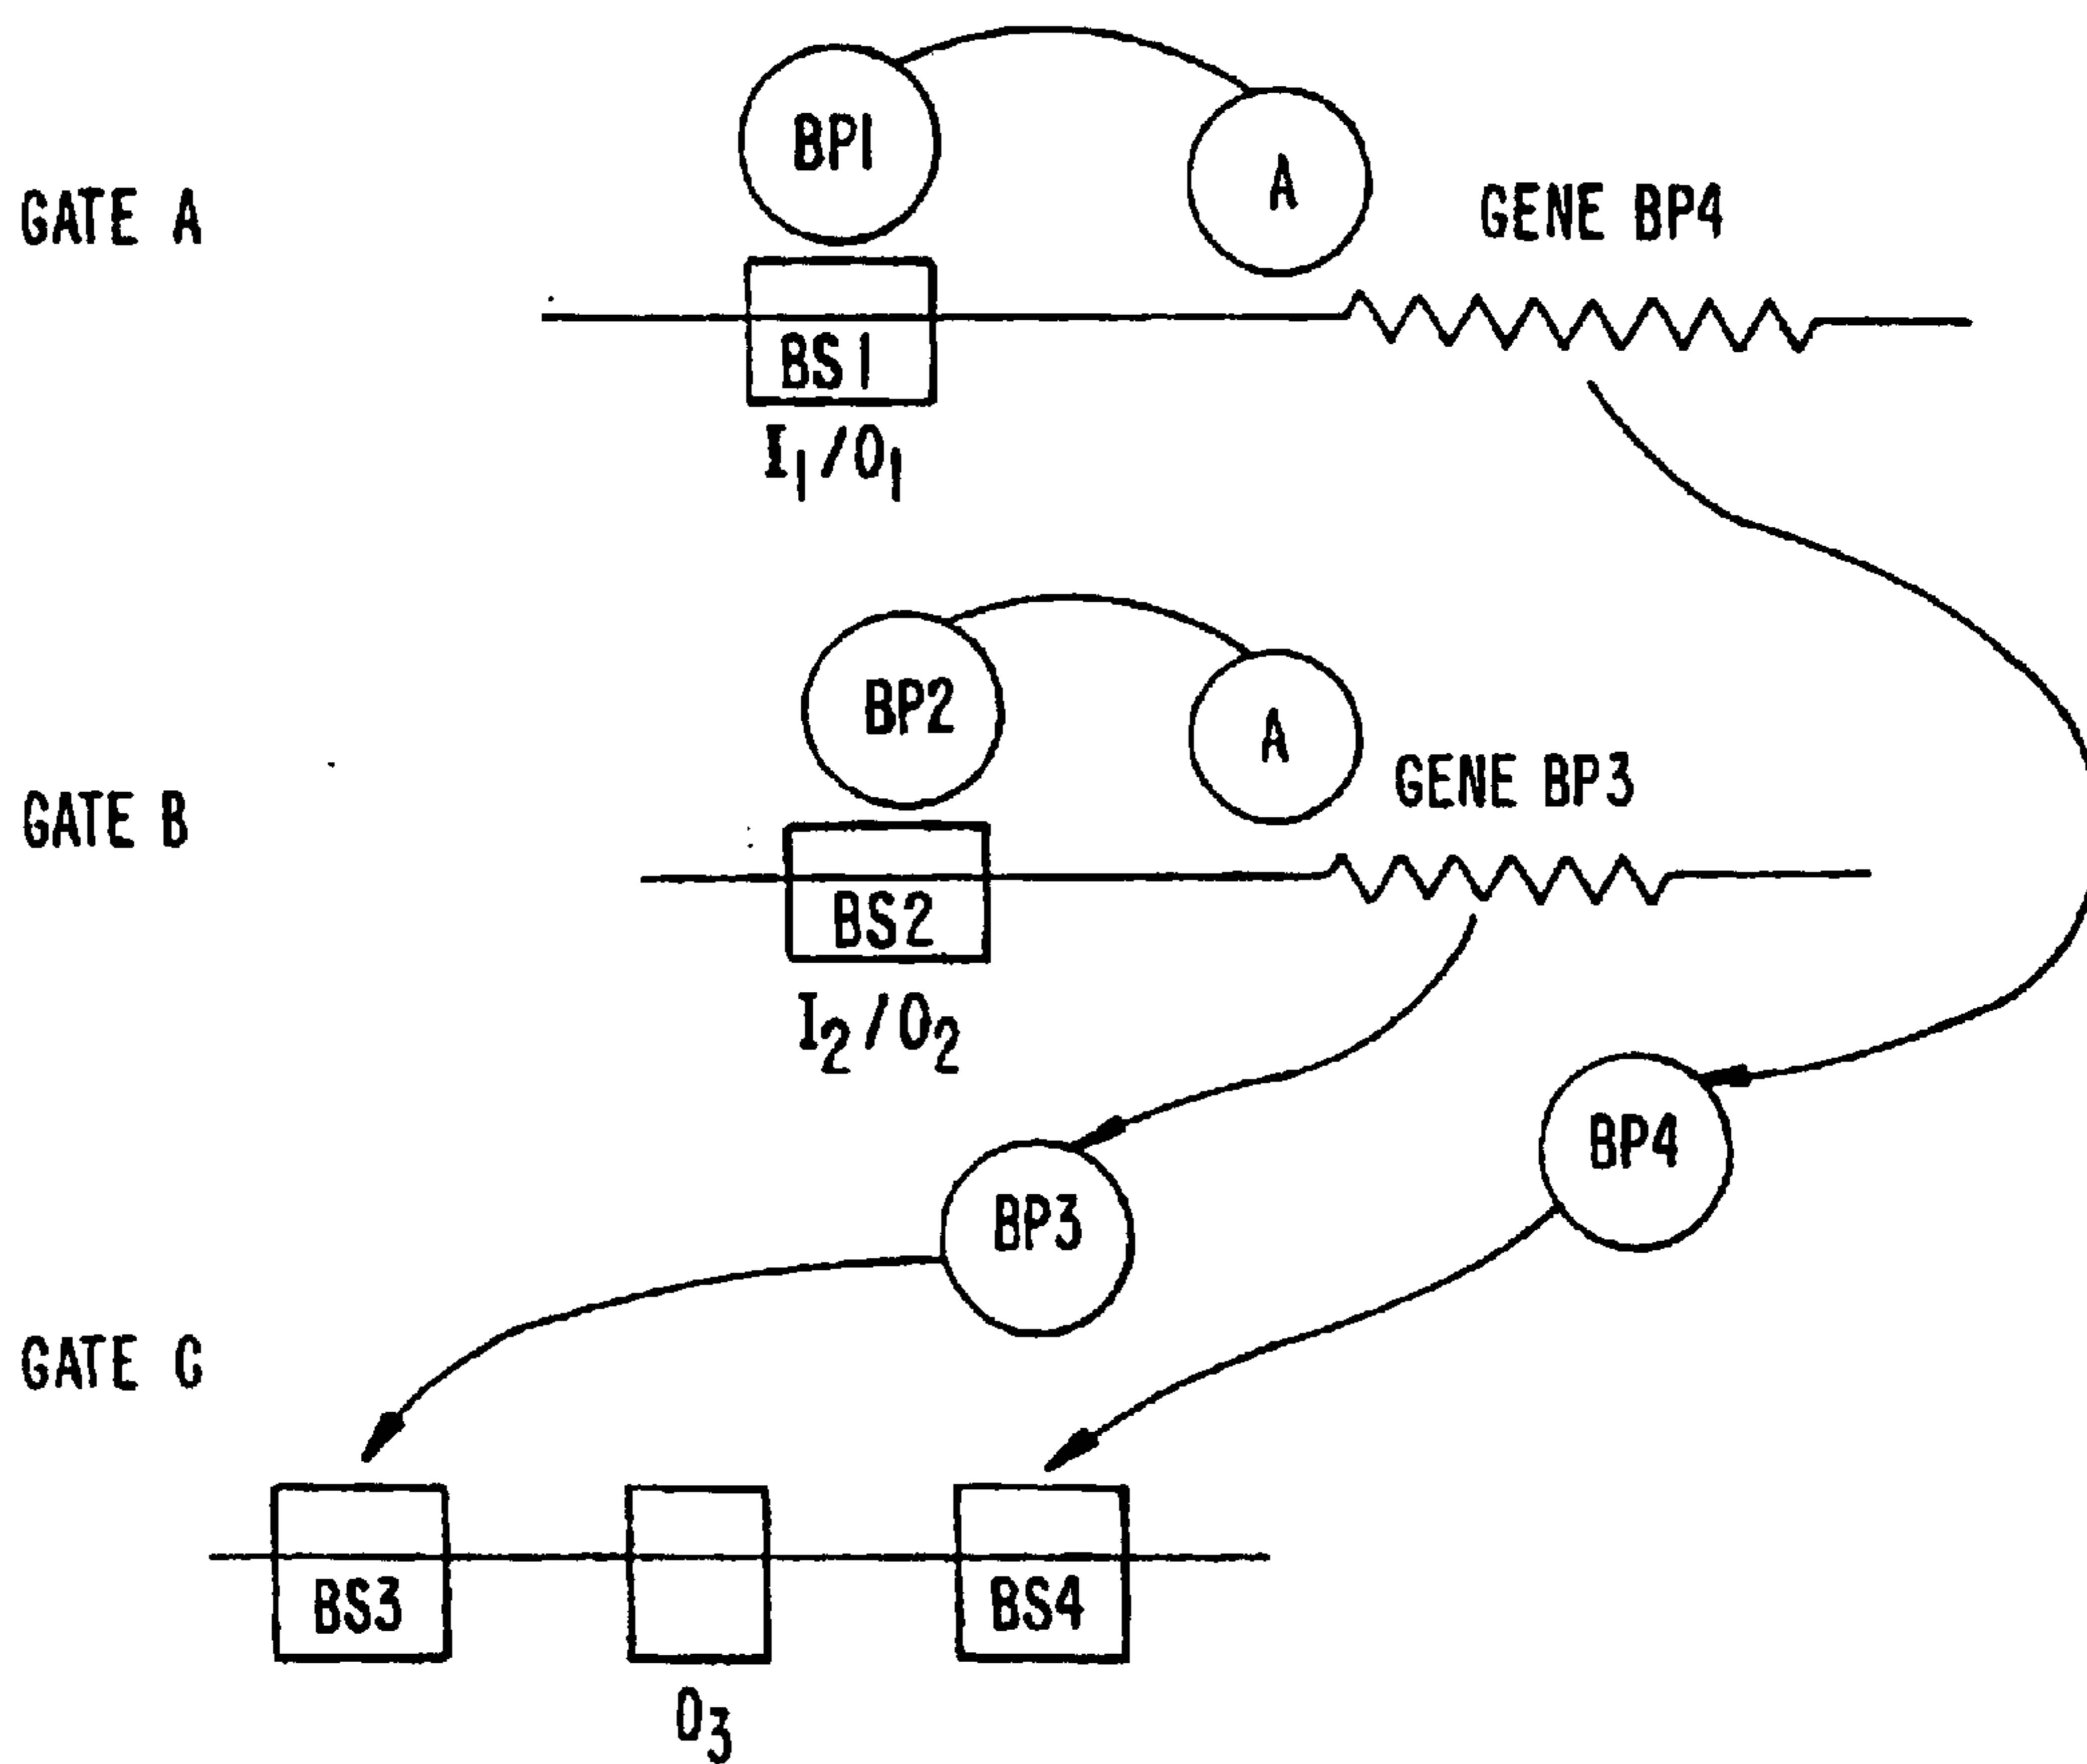 BP1
A
GATE A
GENE BP4
BS1
I₁/O₁
BP2
A
GENE BP3
GATE B
BS2
I₂/O₂
BP4
BP3
GATE C
BS3
BS4
O₃